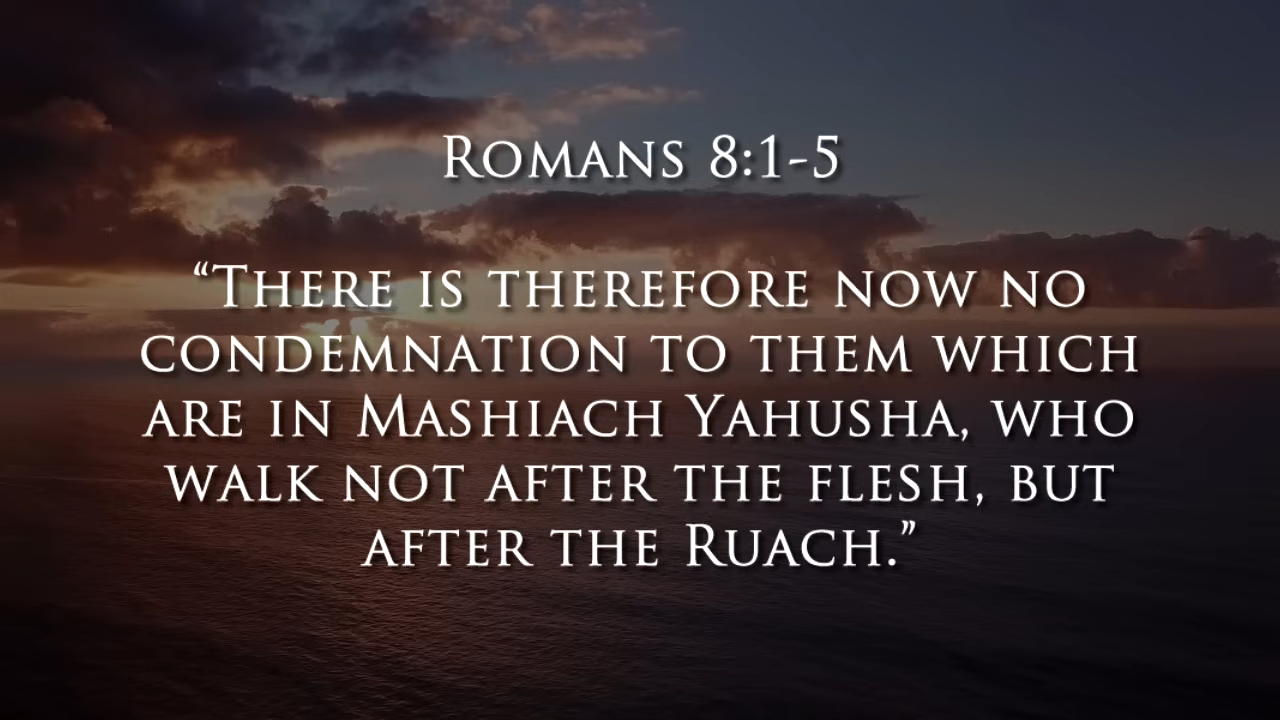 Romans 8:1-5
“There is therefore now no
condemnation to them which
are in Mashiach Yahusha, who
walk not after the flesh, but
after the Ruach.”